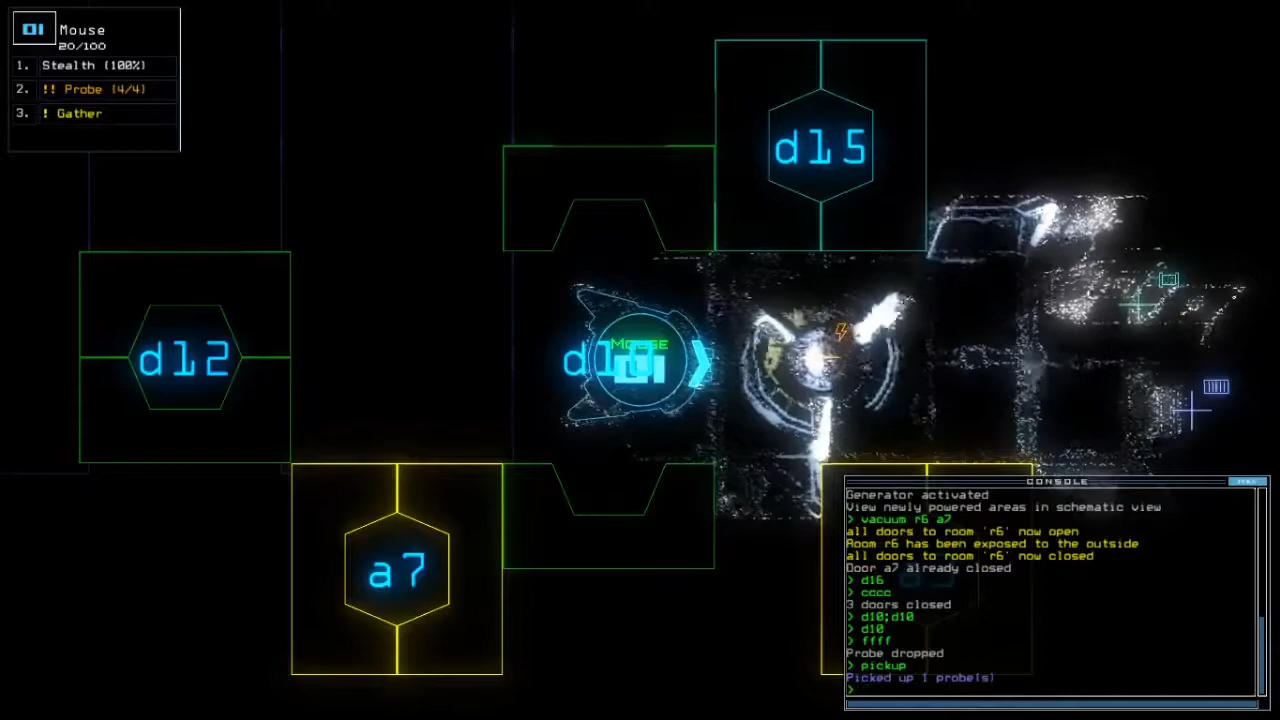 01 Mouse
20/100
1. Stealth (100%)
2. !! Probe (4/4)
3. ! Gather
d15
d12
Mouse
01
a7
CONSOLE
Generator activated
View newly powered areas in schematic view
> vacuum r6 a7
all doors to room 'r6' now open
Room r6 has been exposed to the outside
all doors to room 'r6' now closed
Door a7 already closed
> d16
> cccc
3 doors closed
> d10;d10
> d10
> ffff
Probe dropped
> pickup
Picked up 1 probe(s)
>